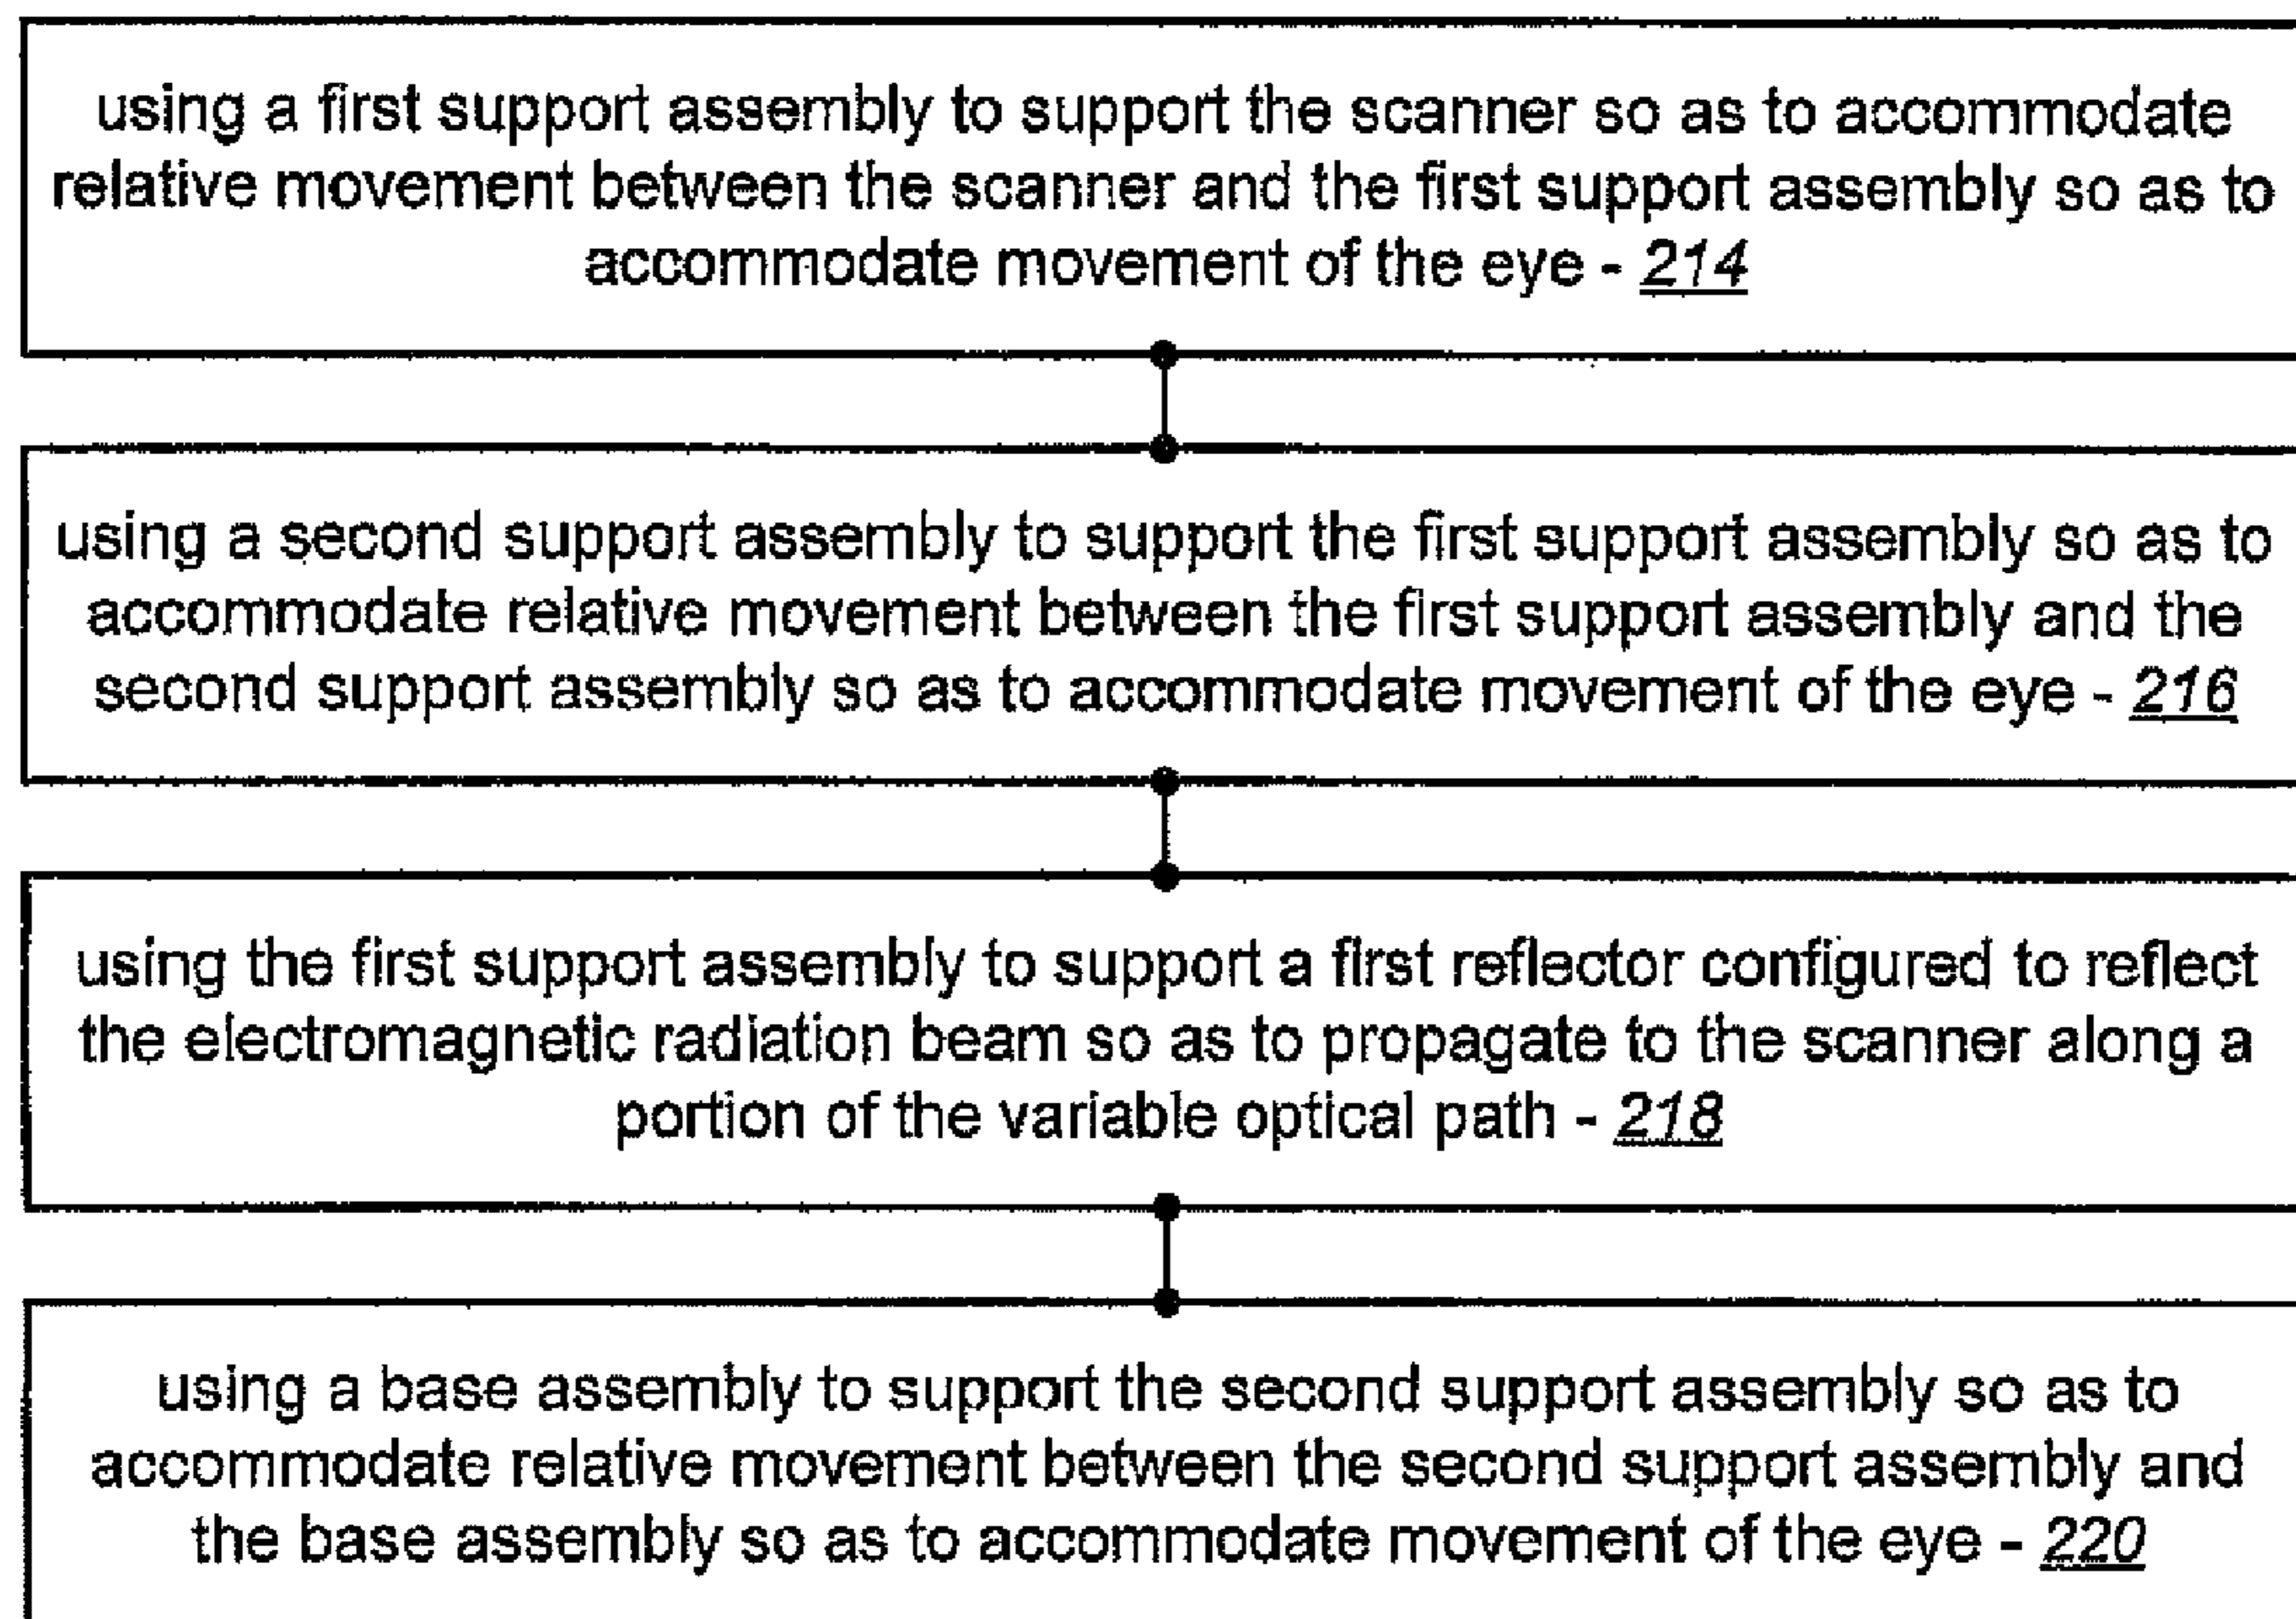 using a first support assembly to support the scanner so as to accommodate
relative movement between the scanner and the first support assembly so as to
accommodate movement of the eye - 214
using a second support assembly to support the first support assembly so as to
accommodate relative movement between the first support assembly and the
second support assembly so as to accommodate movement of the eye - 216
using the first support assembly to support a first reflector configured to reflect
the electromagnetic radiation beam so as to propagate to the scanner along a
portion of the variable optical path - 218
using a base assembly to support the second support assembly so as to
accommodate relative movement between the second support assembly and
the base assembly so as to accommodate movement of the eye - 220